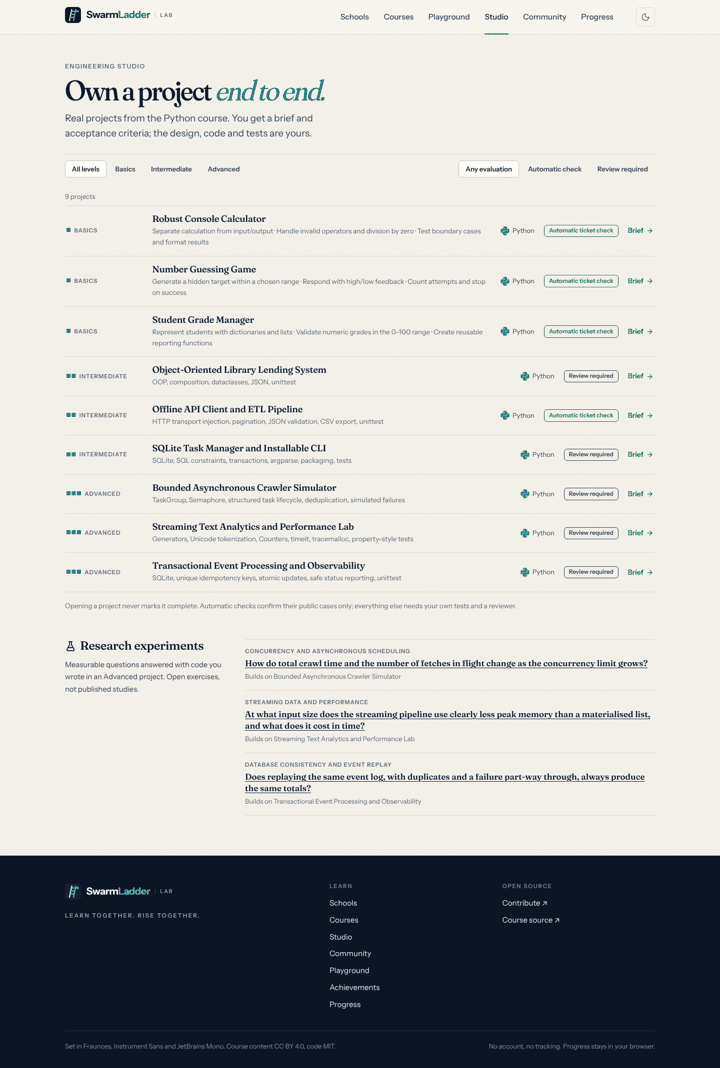 SwarmLadder | LAB
Schools Courses Playground Studio Community Progress
ENGINEERING STUDIO
Own a project end to end.
Real projects from the Python course. You get a brief and
acceptance criteria; the design, code and tests are yours.
All levels Basics Intermediate Advanced Any evaluation Automatic check Review required
9 projects
BASICS
Robust Console Calculator
Separate calculation from input/output · Handle invalid operators and division by zero · Test boundary cases
and format results
Python Automatic ticket check Brief →
BASICS
Number Guessing Game
Generate a hidden target within a chosen range · Respond with high/low feedback · Count attempts and stop
on success
Python Automatic ticket check Brief →
BASICS
Student Grade Manager
Represent students with dictionaries and lists · Validate numeric grades in the 0–100 range · Create reusable
reporting functions
Python Automatic ticket check Brief →
INTERMEDIATE
Object-Oriented Library Lending System
OOP, composition, dataclasses, JSON, unittest
Python Review required Brief →
INTERMEDIATE
Offline API Client and ETL Pipeline
HTTP transport injection, pagination, JSON validation, CSV export, unittest
Python Automatic ticket check Brief →
INTERMEDIATE
SQLite Task Manager and Installable CLI
SQLite, SQL constraints, transactions, argparse, packaging, tests
Python Review required Brief →
ADVANCED
Bounded Asynchronous Crawler Simulator
TaskGroup, Semaphore, structured task lifecycle, deduplication, simulated failures
Python Review required Brief →
ADVANCED
Streaming Text Analytics and Performance Lab
Generators, Unicode tokenization, Counters, timeit, tracemalloc, property-style tests
Python Review required Brief →
ADVANCED
Transactional Event Processing and Observability
SQLite, unique idempotency keys, atomic updates, safe status reporting, unittest
Python Review required Brief →
Opening a project never marks it complete. Automatic checks confirm their public cases only; everything else needs your own tests and a reviewer.
Research experiments
Measurable questions answered with code you
wrote in an Advanced project. Open exercises,
not published studies.
CONCURRENCY AND ASYNCHRONOUS SCHEDULING
How do total crawl time and the number of fetches in flight change as the concurrency limit grows?
Builds on Bounded Asynchronous Crawler Simulator
STREAMING DATA AND PERFORMANCE
At what input size does the streaming pipeline use clearly less peak memory than a materialised list,
and what does it cost in time?
Builds on Streaming Text Analytics and Performance Lab
DATABASE CONSISTENCY AND EVENT REPLAY
Does replaying the same event log, with duplicates and a failure part-way through, always produce
the same totals?
Builds on Transactional Event Processing and Observability
SwarmLadder | LAB
LEARN TOGETHER. RISE TOGETHER.
LEARN
Schools
Courses
Studio
Community
Playground
Achievements
Progress
OPEN SOURCE
Contribute ↗
Course source ↗
Set in Fraunces, Instrument Sans and JetBrains Mono. Course content CC BY 4.0, code MIT.
No account, no tracking. Progress stays in your browser.